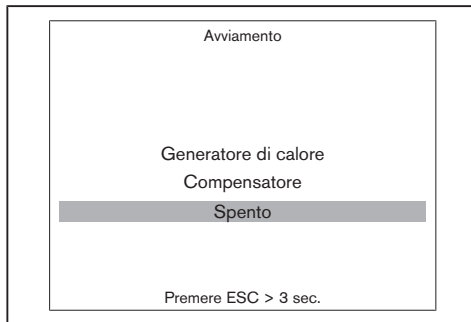 Avviamento
Generatore di calore
Compensatore
Spento
Premere ESC > 3 sec.